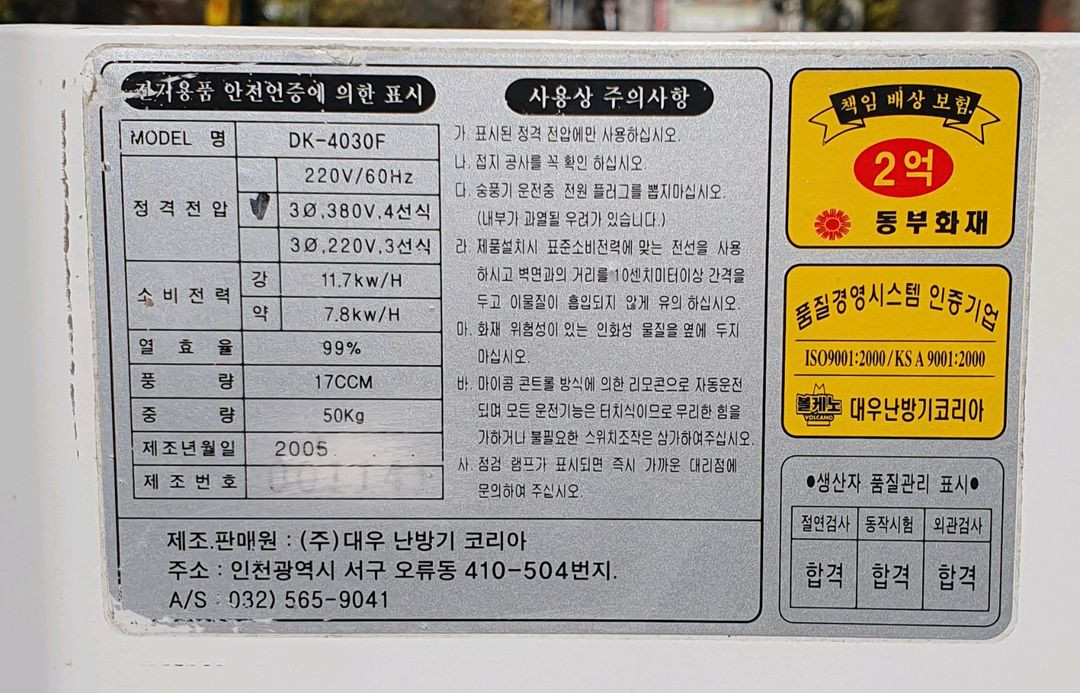 전기용품 안전인증에 의한 표시
MODEL 명 DK-4030F
정격전압 220V/60Hz
3Ø,380V,4선식
3Ø,220V,3선식
소비전력 강 11.7kw/H
약 7.8kw/H
열 효 율 99%
풍 량 17CCM
중 량 50Kg
제조년월일 2005
제조번호
사용상 주의사항
가. 표시된 정격 전압에만 사용하십시오.
나. 접지 공사를 꼭 확인 하십시오.
다. 송풍기 운전중 전원 플러그를 뽑지마십시오.
(내부가 과열될 우려가 있습니다.)
라. 제품설치시 표준소비전력에 맞는 전선을 사용
하시고 벽면과의 거리를 10센치미터이상 간격을
두고 이물질이 흡입되지 않게 유의 하십시오.
마. 화재 위험성이 있는 인화성 물질을 옆에 두지
마십시오.
바. 마이콤 콘트롤 방식에 의한 리모콘으로 자동운전
되며 모든 운전기능은 터치식이므로 무리한 힘을
가하거나 불필요한 스위치조작은 삼가하여주십시오.
사. 점검 램프가 표시되면 즉시 가까운 대리점에
문의하여 주십시오.
제조.판매원 : (주)대우 난방기 코리아
주소 : 인천광역시 서구 오류동 410-504번지.
A/S : 032) 565-9041
책임 배상 보험
2억
동부화재
품질경영시스템 인증기업
ISO9001:2000/KS A 9001:2000
볼케노
VOLCANO
대우난방기코리아
●생산자 품질관리 표시●
절연검사 동작시험 외관검사
합격 합격 합격